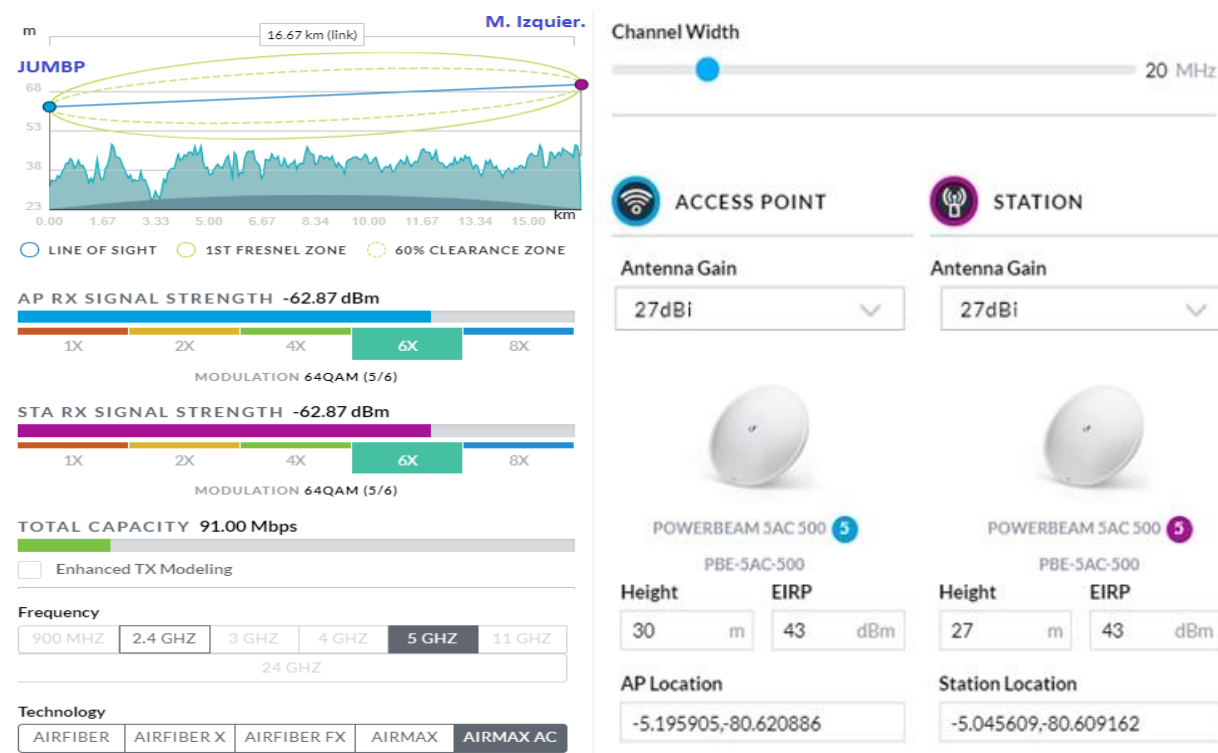 m
M. Izquier.
16.67 km (link)
JUMBP
68
53
38
23
0.00 1.67 3.33 5.00 6.67 8.34 10.00 11.67 13.34 15.00 km
LINE OF SIGHT 1ST FRESNEL ZONE 60% CLEARANCE ZONE
AP RX SIGNAL STRENGTH -62.87 dBm
1X 2X 4X 6X 8X
MODULATION 64QAM (5/6)
STA RX SIGNAL STRENGTH -62.87 dBm
1X 2X 4X 6X 8X
MODULATION 64QAM (5/6)
TOTAL CAPACITY 91.00 Mbps
Enhanced TX Modeling
Frequency
900 MHZ 2.4 GHZ 3 GHZ 4 GHZ 5 GHZ 11 GHZ
24 GHZ
Technology
AIRFIBER AIRFIBER X AIRFIBER FX AIRMAX AIRMAX AC
Channel Width
20 MHz
ACCESS POINT
Antenna Gain
27dBi
POWERBEAM 5AC 500 5
PBE-5AC-500
Height EIRP
30 m 43 dBm
AP Location
-5.195905,-80.620886
STATION
Antenna Gain
27dBi
POWERBEAM 5AC 500 5
PBE-5AC-500
Height EIRP
27 m 43 dBm
Station Location
-5.045609,-80.609162